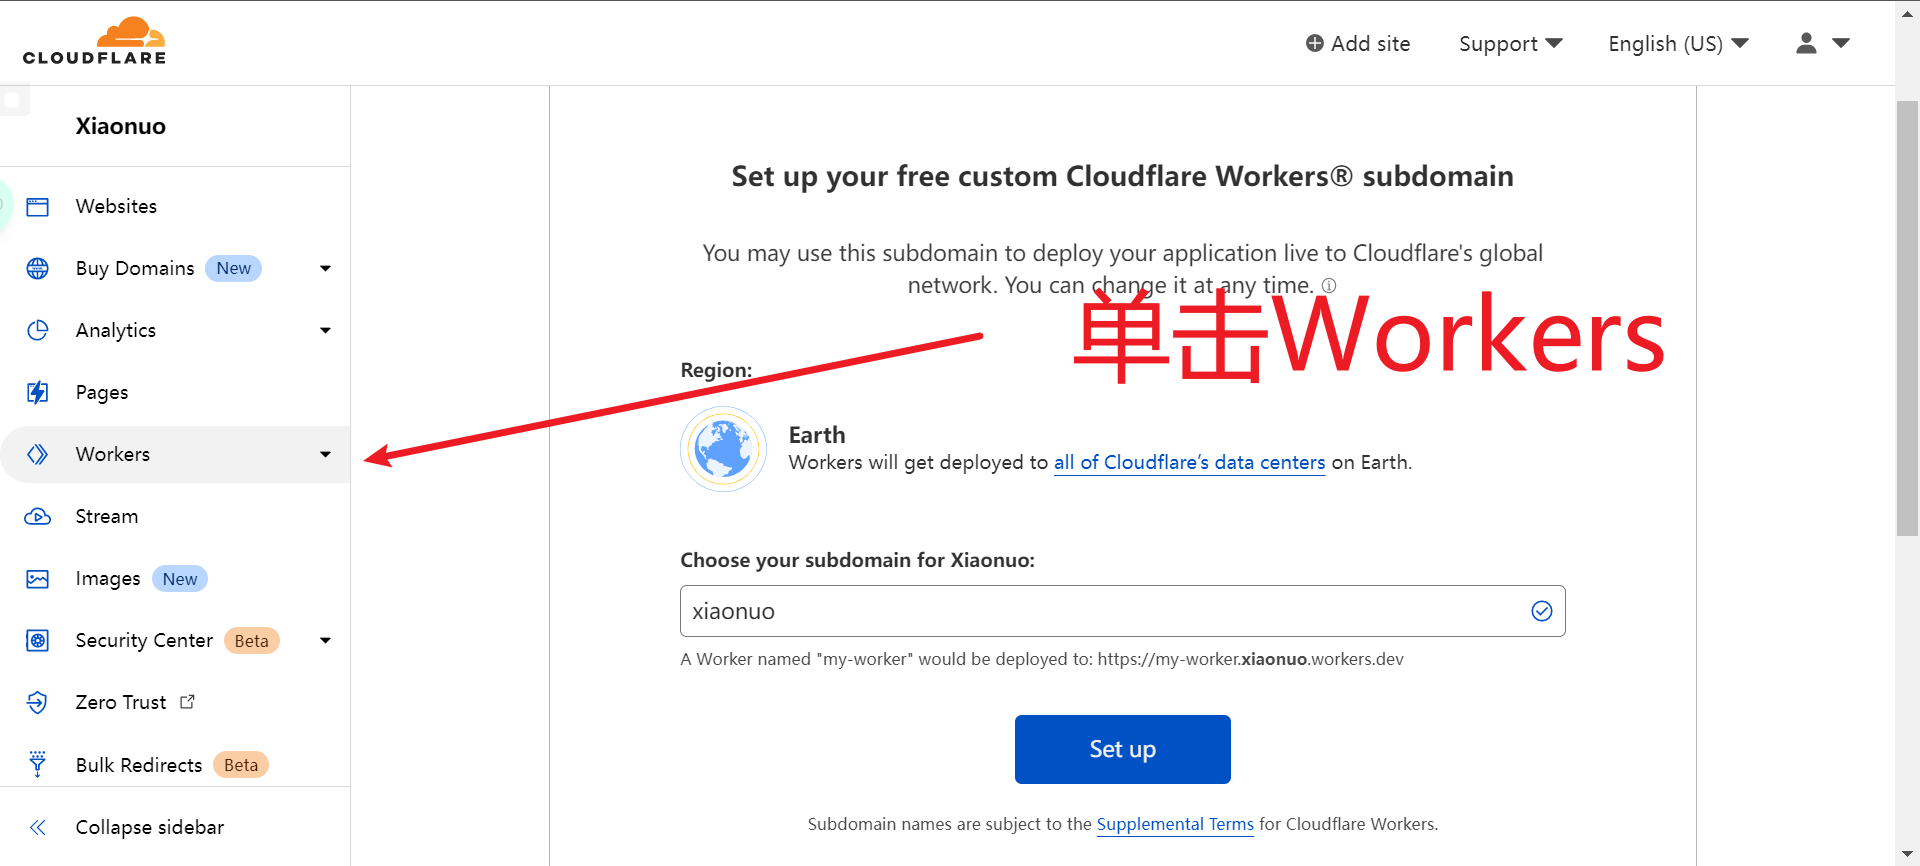 CLOUDFLARE
Add site
Support
English (US)
Xiaonuo
Websites
Buy Domains New
Analytics
Pages
Workers
Stream
Images New
Security Center Beta
Zero Trust
Bulk Redirects Beta
Collapse sidebar
Set up your free custom Cloudflare Workers® subdomain
You may use this subdomain to deploy your application live to Cloudflare's global
network. You can change it at any time.
单击Workers
Region:
Earth
Workers will get deployed to all of Cloudflare’s data centers on Earth.
Choose your subdomain for Xiaonuo:
xiaonuo
A Worker named "my-worker" would be deployed to: https://my-worker.xiaonuo.workers.dev
Set up
Subdomain names are subject to the Supplemental Terms for Cloudflare Workers.